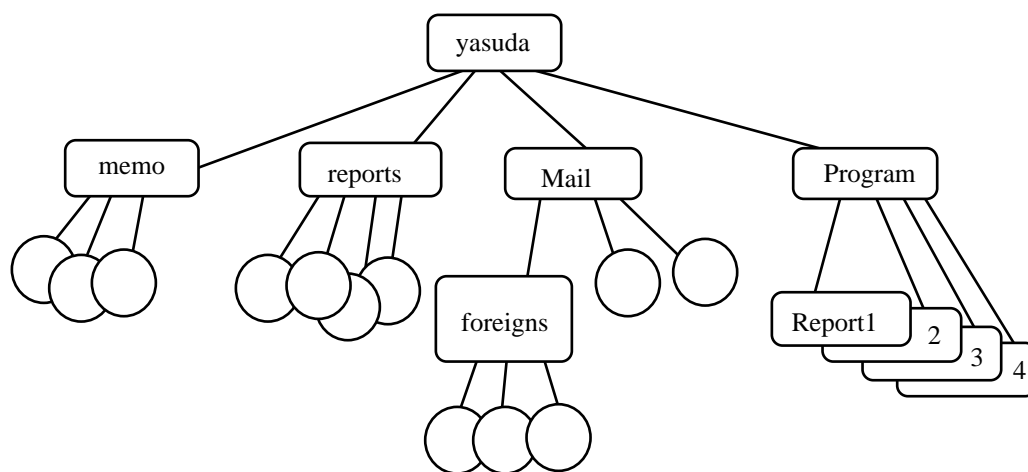 yasuda
memo
reports
Mail
Program
foreigns
Report1
2
3
4